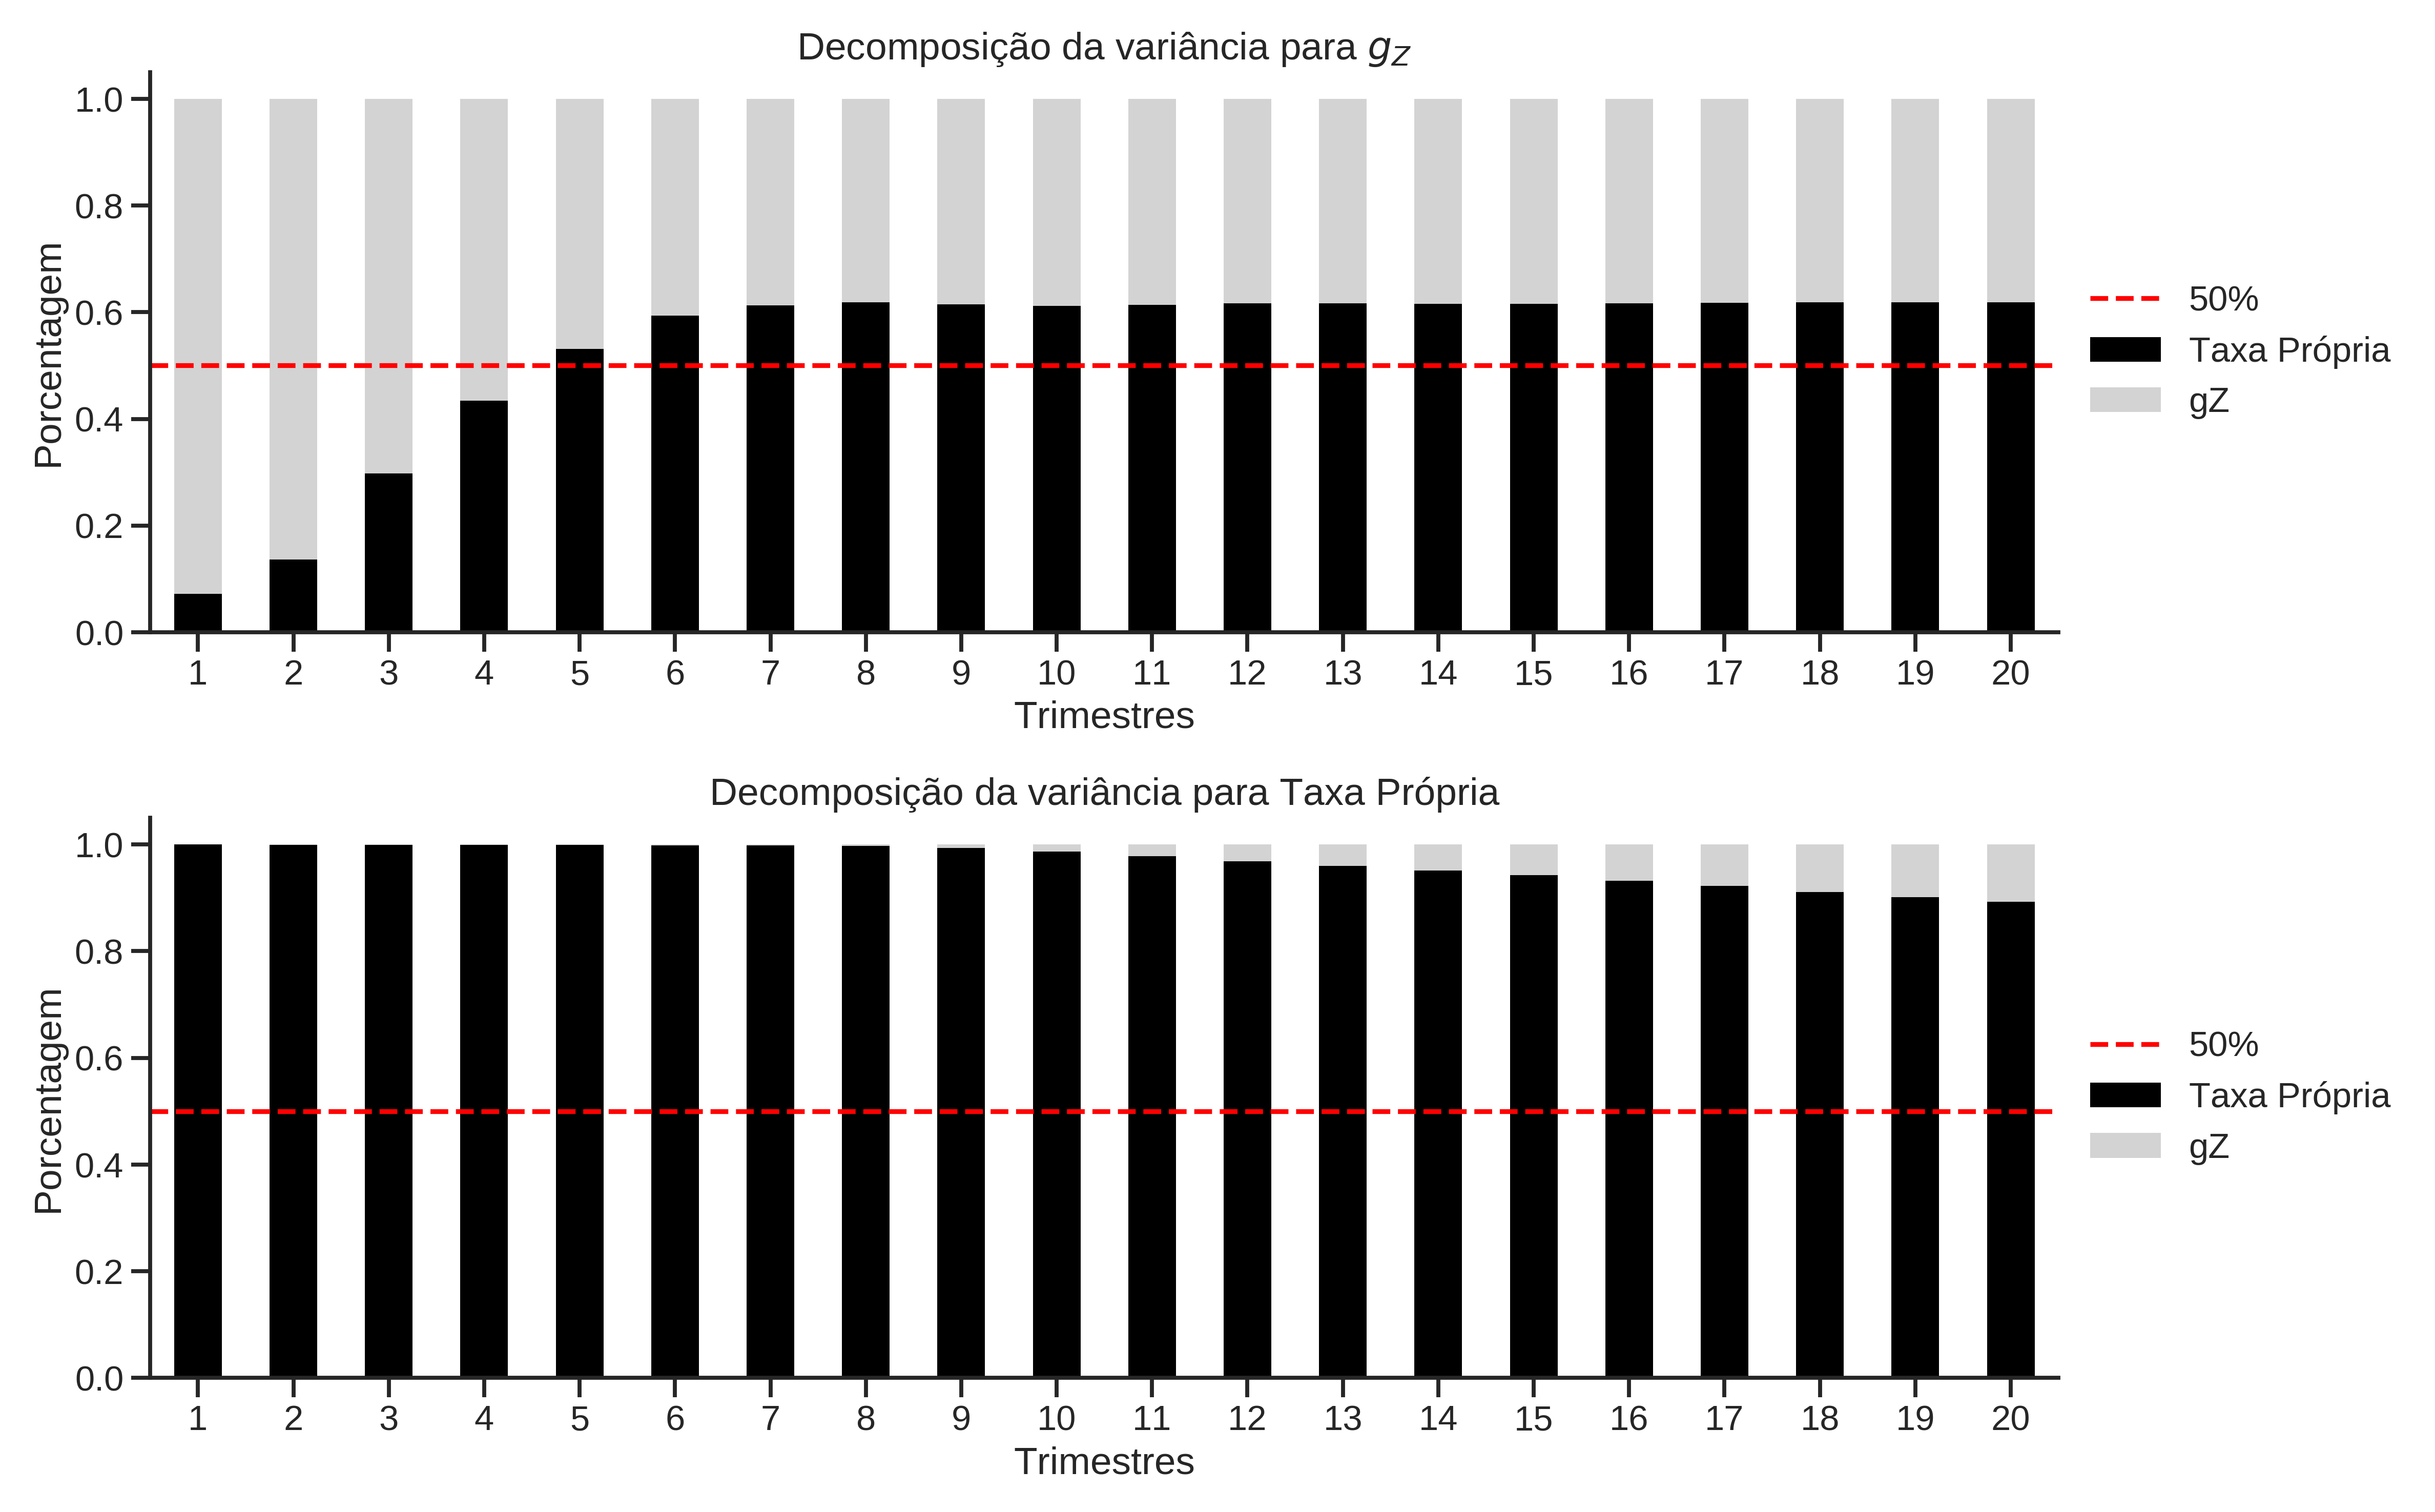 Decomposição da variância para gZ
1.0
0.8
0.6
0.4
0.2
0.0
Porcentagem
1 2 3 4 5 6 7 8 9 10 11 12 13 14 15 16 17 18 19 20
Trimestres
50%
Taxa Própria
gZ
Decomposição da variância para Taxa Própria
1.0
0.8
0.6
0.4
0.2
0.0
Porcentagem
1 2 3 4 5 6 7 8 9 10 11 12 13 14 15 16 17 18 19 20
Trimestres
50%
Taxa Própria
gZ